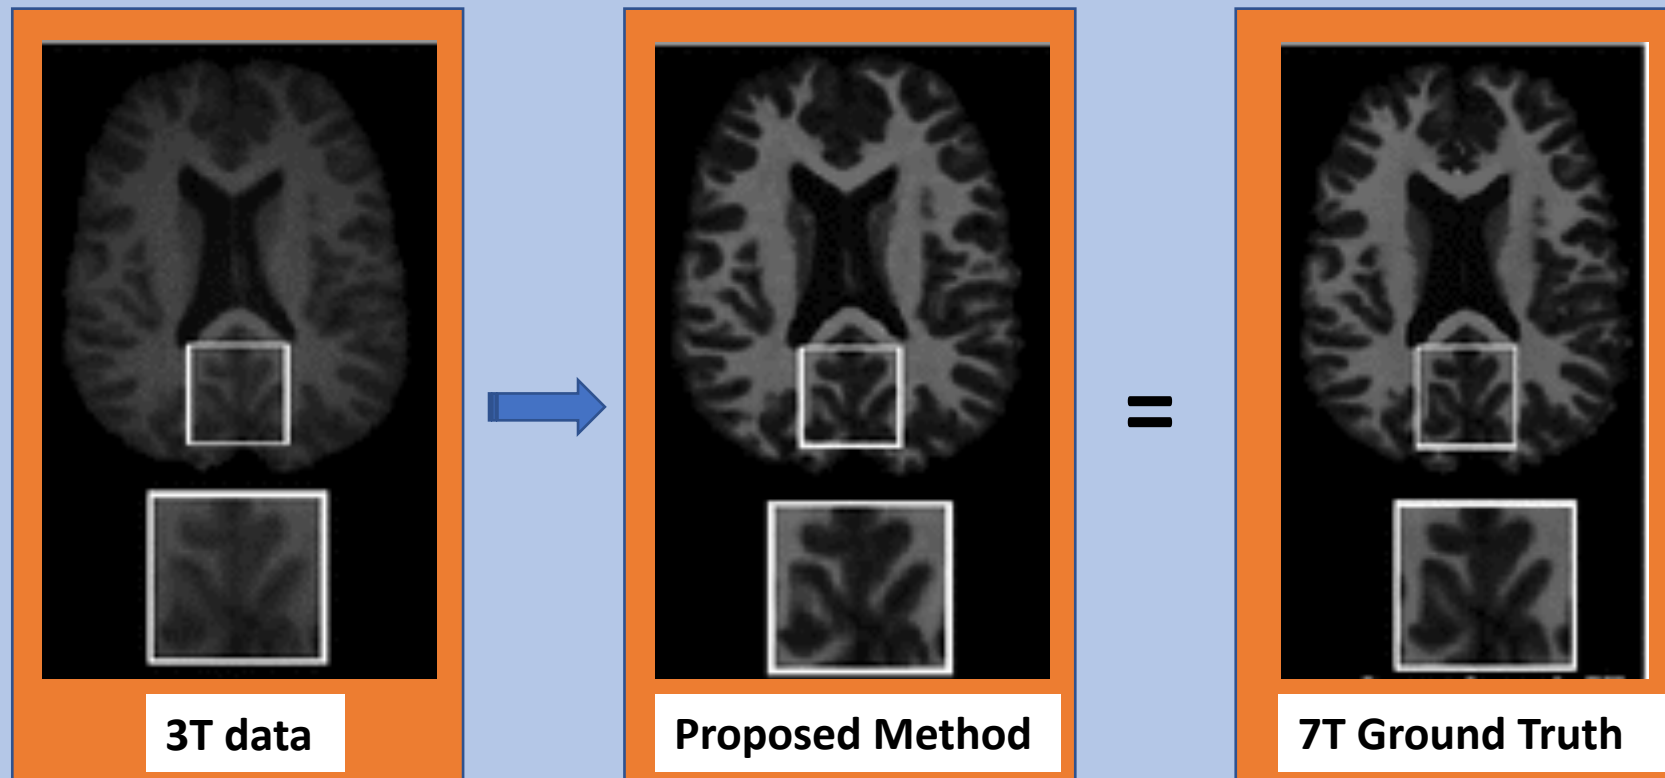 =
3T data
Proposed Method
7T Ground Truth